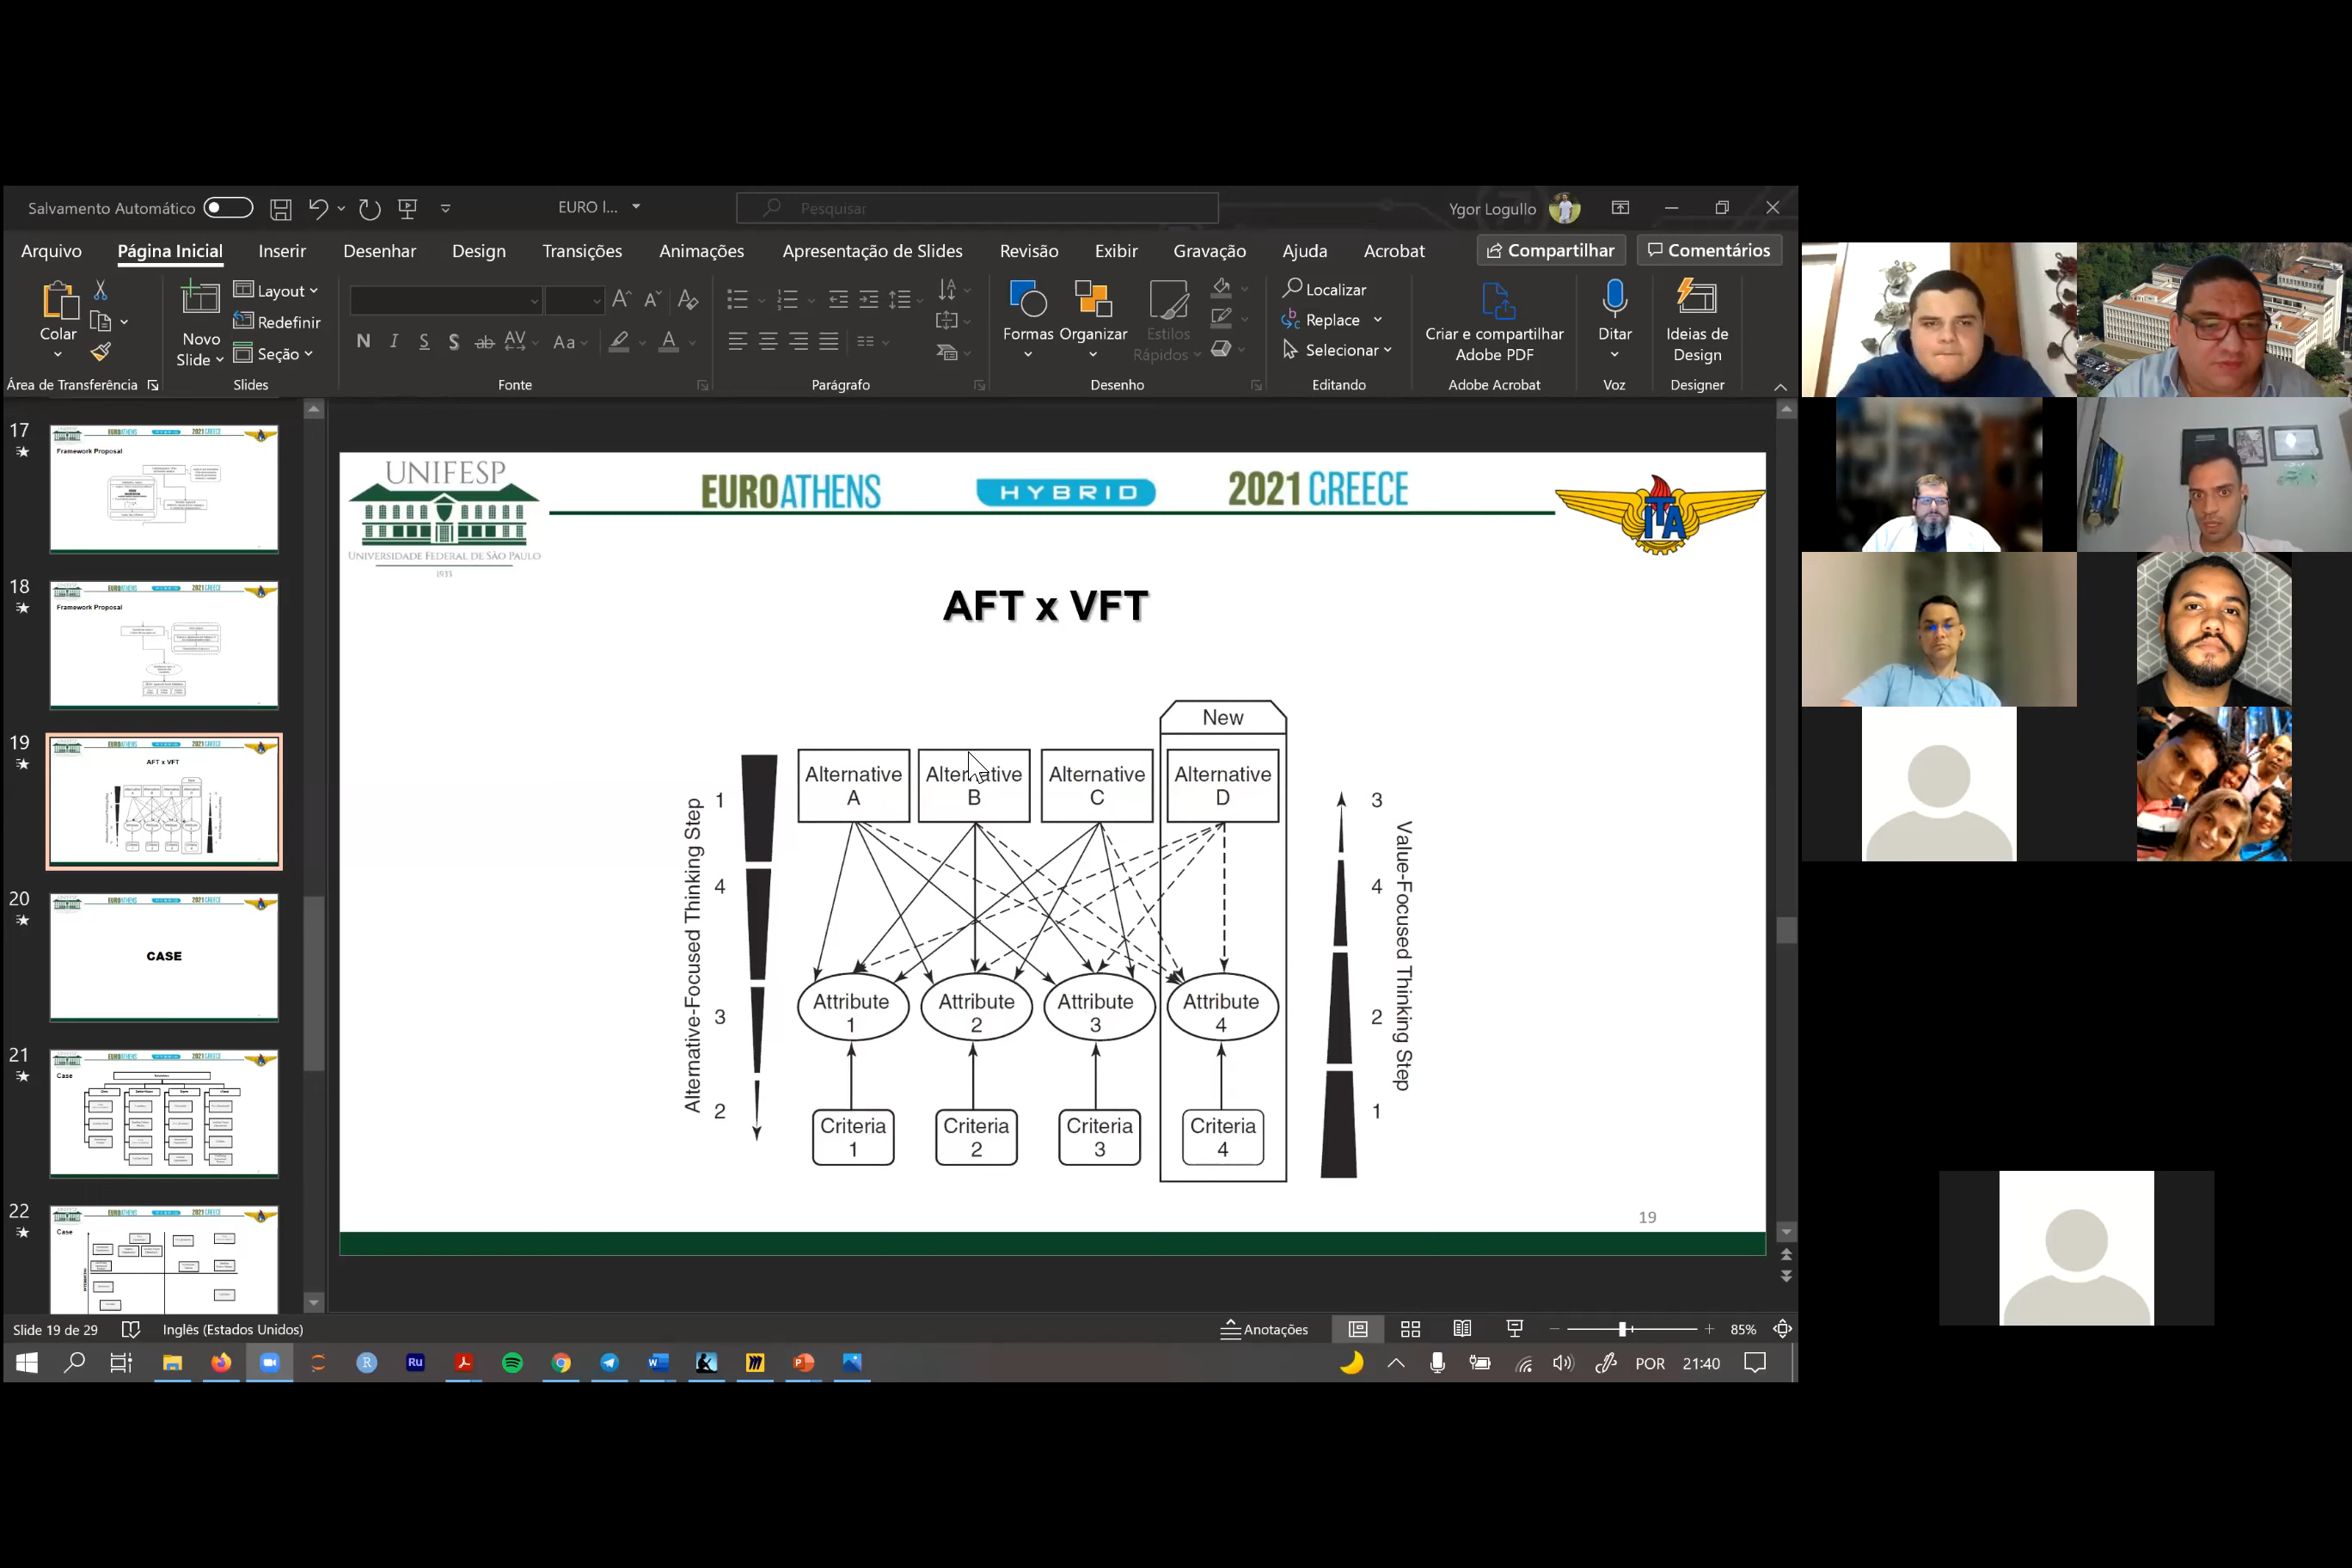 Salvamento Automático
EURO I...
Pesquisar
Ygor Logullo
Arquivo
Página Inicial
Inserir
Desenhar
Design
Transições
Animações
Apresentação de Slides
Revisão
Exibir
Gravação
Ajuda
Acrobat
Compartilhar
Comentários
Colar
Novo
Slide
Layout
Redefinir
Seção
N I S S ab AV Aa A
Formas
Organizar
Estilos
Rápidos
Localizar
Replace
Selecionar
Criar e compartilhar
Adobe PDF
Ditar
Ideias de
Design
Área de Transferência
Slides
Fonte
Parágrafo
Desenho
Editando
Adobe Acrobat
Voz
Designer
17
Framework Proposal
18
Framework Proposal
19
AFT x VFT
20
CASE
21
Case
22
Case
UNIFESP
UNIVERSIDADE FEDERAL DE SÃO PAULO
1933
EUROATHENS
HYBRID
2021 GREECE
ITA
AFT x VFT
New
Alternative
A
Alternative
B
Alternative
C
Alternative
D
Alternative-Focused Thinking Step
1
4
3
2
Attribute
1
Attribute
2
Attribute
3
Attribute
4
Criteria
1
Criteria
2
Criteria
3
Criteria
4
3
4
2
1
Value-Focused Thinking Step
19
Slide 19 de 29
Inglês (Estados Unidos)
Anotações
85%
R
Ru
POR
21:40